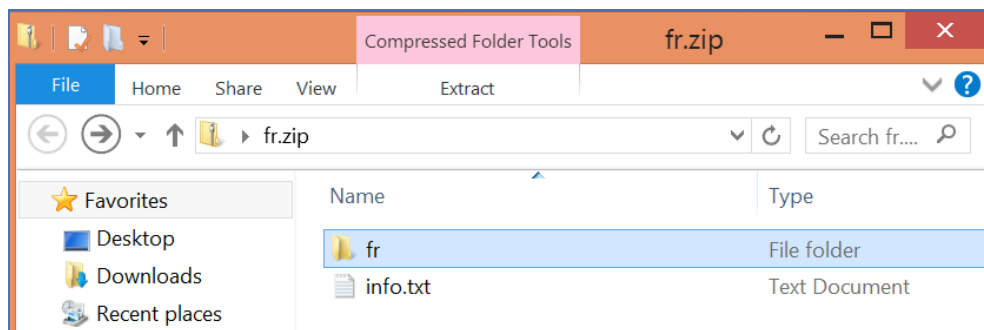 Compressed Folder Tools fr.zip
File Home Share View Extract
fr.zip Search fr....
Favorites Name Type
Desktop fr File folder
Downloads info.txt Text Document
Recent places